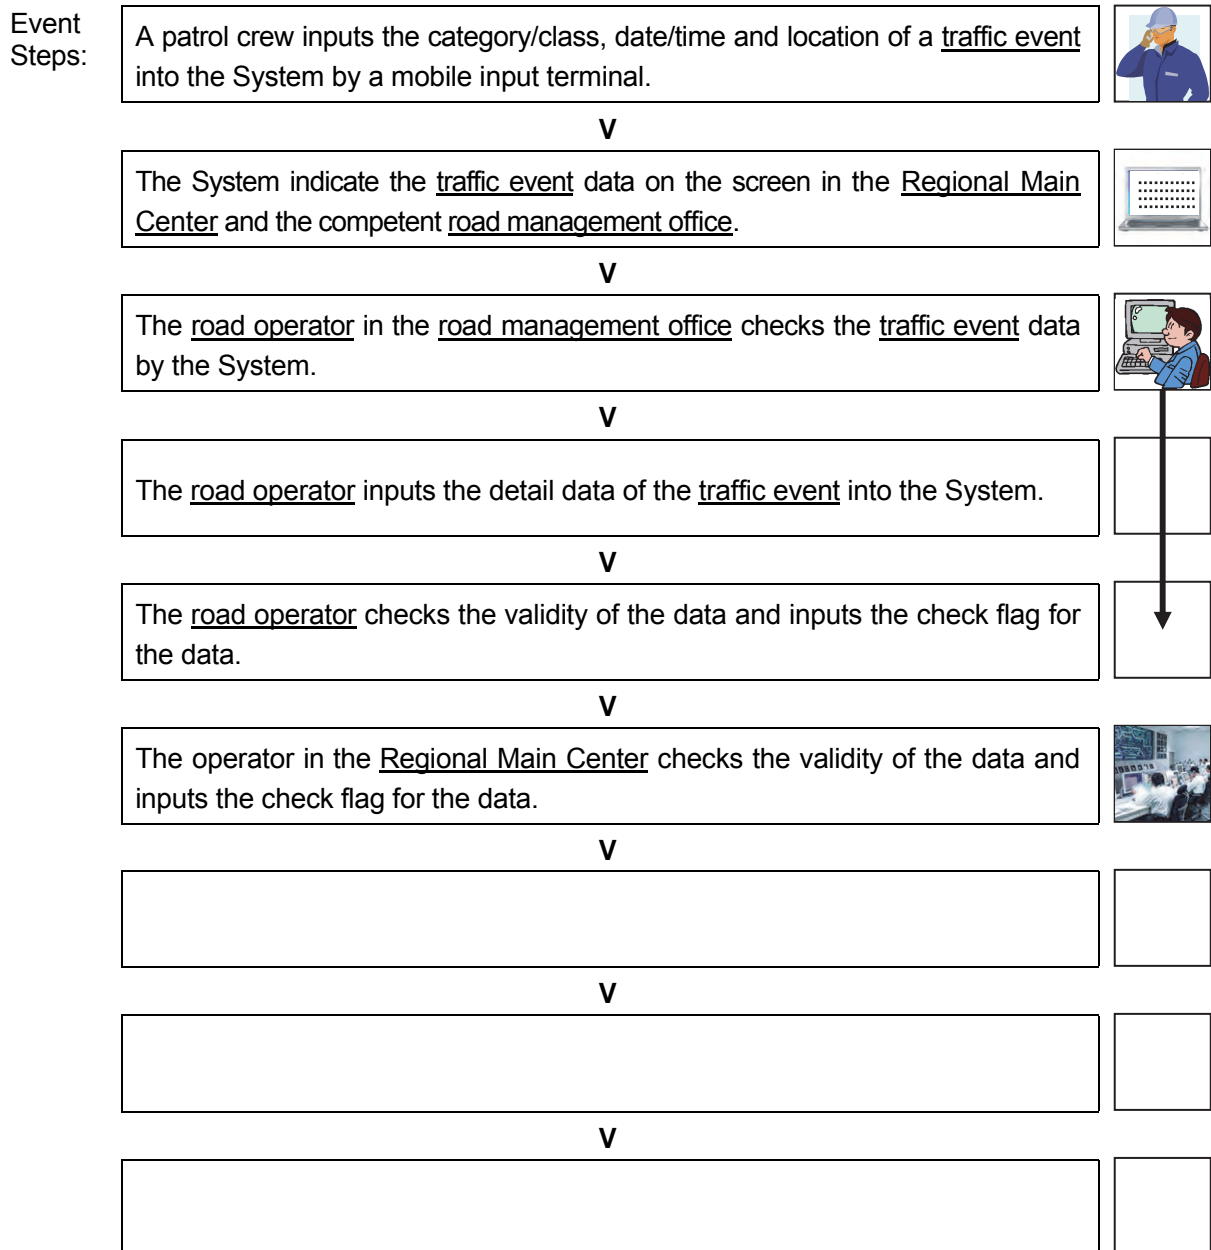 Event
Steps:
A patrol crew inputs the category/class, date/time and location of a traffic event
into the System by a mobile input terminal.
V
The System indicate the traffic event data on the screen in the Regional Main
Center and the competent road management office.
V
The road operator in the road management office checks the traffic event data
by the System.
V
The road operator inputs the detail data of the traffic event into the System.
V
The road operator checks the validity of the data and inputs the check flag for
the data.
V
The operator in the Regional Main Center checks the validity of the data and
inputs the check flag for the data.
V
V
V